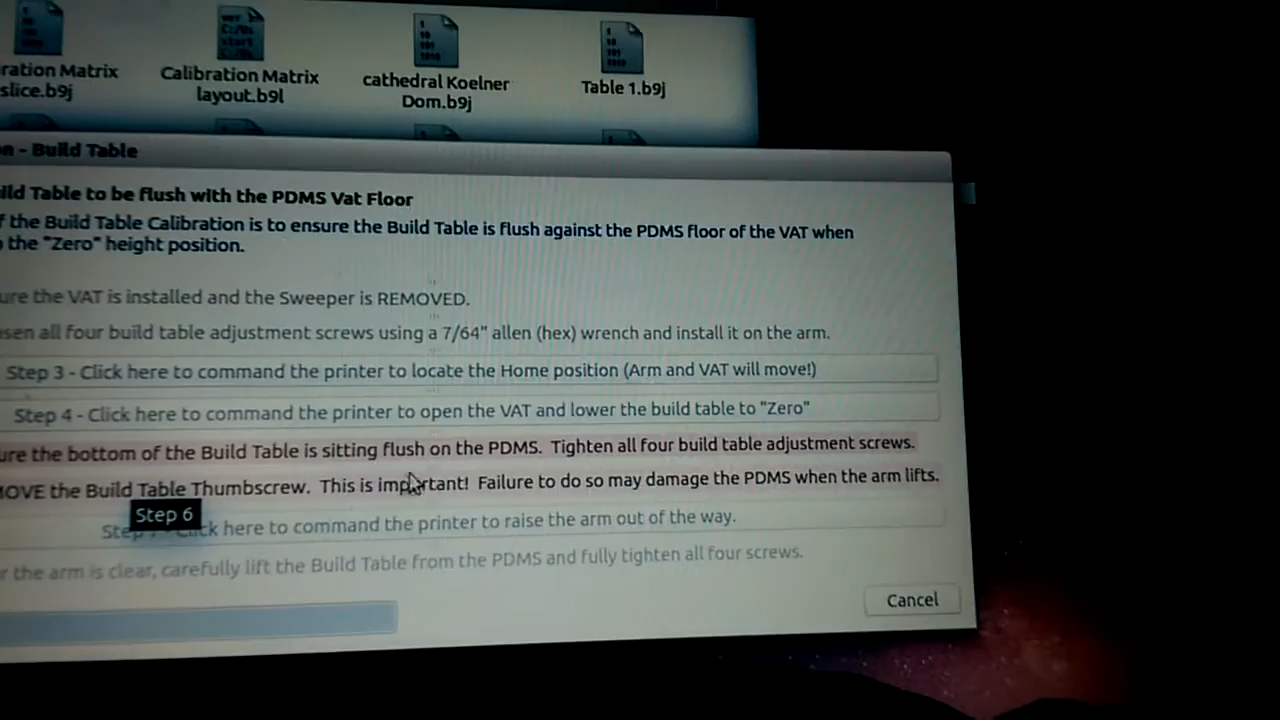 ration Matrix
slice.b9j
Calibration Matrix
layout.b9l
cathedral Koelner
Dom.b9j
Table 1.b9j
n - Build Table
ild Table to be flush with the PDMS Vat Floor
f the Build Table Calibration is to ensure the Build Table is flush against the PDMS floor of the VAT when
the "Zero" height position.
ure the VAT is installed and the Sweeper is REMOVED.
sen all four build table adjustment screws using a 7/64" allen (hex) wrench and install it on the arm.
Step 3 - Click here to command the printer to locate the Home position (Arm and VAT will move!)
Step 4 - Click here to command the printer to open the VAT and lower the build table to "Zero"
ure the bottom of the Build Table is sitting flush on the PDMS. Tighten all four build table adjustment screws.
MOVE the Build Table Thumbscrew. This is important! Failure to do so may damage the PDMS when the arm lifts.
Step 6
Step 7 - Click here to command the printer to raise the arm out of the way.
r the arm is clear, carefully lift the Build Table from the PDMS and fully tighten all four screws.
Cancel